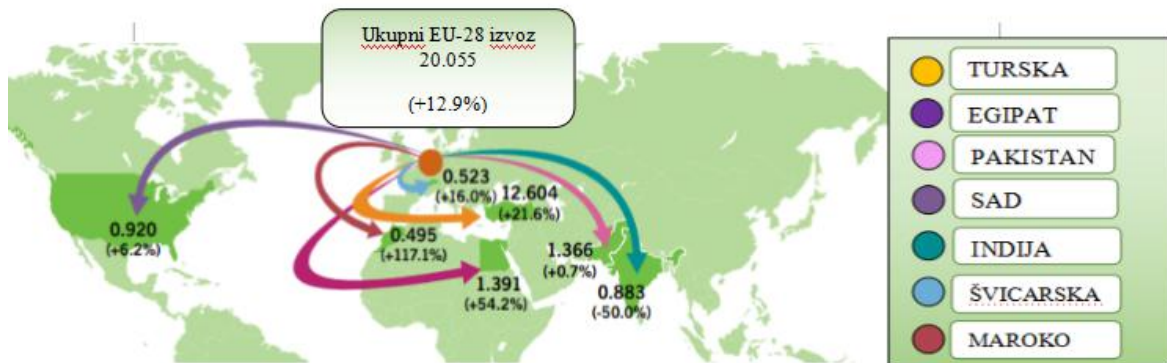 Ukupni EU-28 izvoz
20.055
(+12.9%)
0.523
(+16.0%)
12.604
(+21.6%)
0.920
(+6.2%)
0.495
(+117.1%)
1.391
(+54.2%)
1.366
(+0.7%)
0.883
(-50.0%)
TURSKA
EGIPAT
PAKISTAN
SAD
INDIJA
ŠVICARSKA
MAROKO